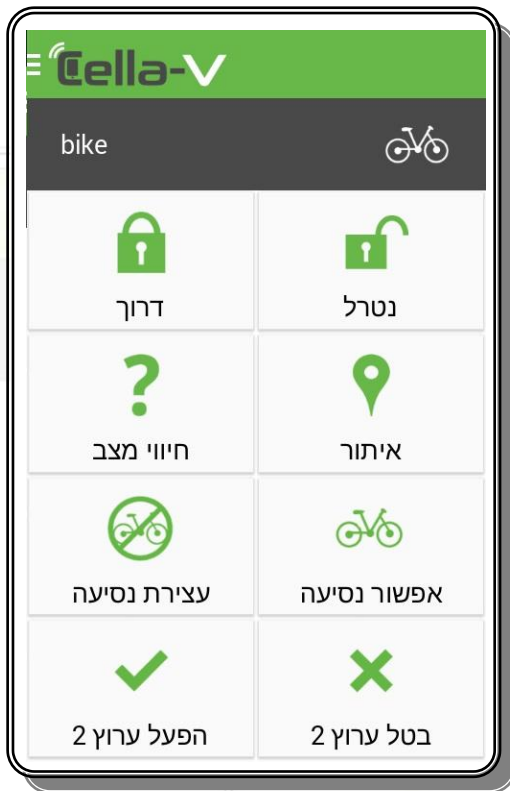 Cella-V
bike
נטרל
דרוך
איתור
חיווי מצב
אפשור נסיעה
עצירת נסיעה
בטל ערוץ 2
הפעל ערוץ 2